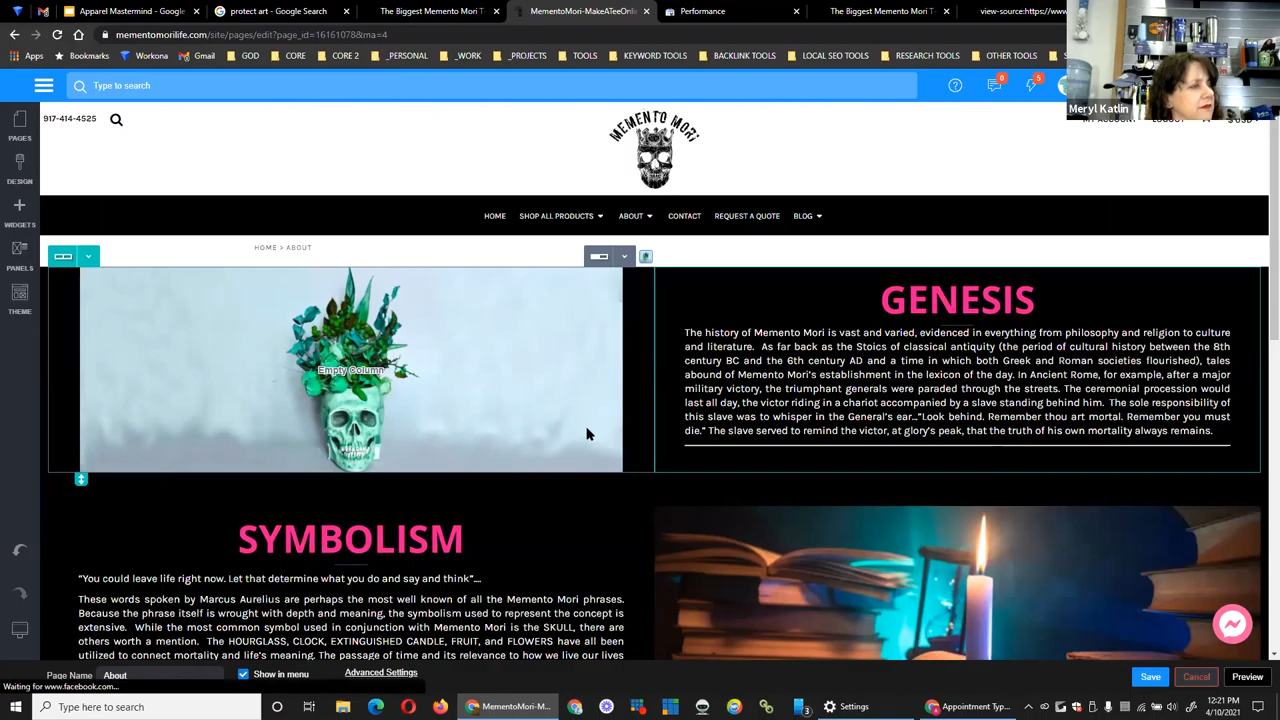 Apparel Mastermind - Google
protect art - Google Search
The Biggest Memento Mori T
MementoMori-MakeATeeOnlin
Performance
The Biggest Memento Mori T
view-source:https://www
mementomorilife.com/site/pages/edit?page_id=16161078&ma=4
Apps
Bookmarks
Workona
Gmail
GOD
CORE
CORE 2
_PERSONAL
_WORK
_PROJECTS
TOOLS
KEYWORD TOOLS
BACKLINK TOOLS
LOCAL SEO TOOLS
RESEARCH TOOLS
OTHER TOOLS
Type to search
0
5
Meryl Katlin
LOGOUT
$ USD
917-414-4525
MEMENTO MORI
PAGES
DESIGN
WIDGETS
PANELS
THEME
HOME
SHOP ALL PRODUCTS
ABOUT
CONTACT
REQUEST A QUOTE
BLOG
HOME > ABOUT
Empty Column
GENESIS
The history of Memento Mori is vast and varied, evidenced in everything from philosophy and religion to culture
and literature. As far back as the Stoics of classical antiquity (the period of cultural history between the 8th
century BC and the 6th century AD and a time in which both Greek and Roman societies flourished), tales
abound of Memento Mori's establishment in the lexicon of the day. In Ancient Rome, for example, after a major
military victory, the triumphant generals were paraded through the streets. The ceremonial procession would
last all day, the victor riding in a chariot accompanied by a slave standing behind him. The sole responsibility of
this slave was to whisper in the General's ear..."Look behind. Remember thou art mortal. Remember you must
die." The slave served to remind the victor, at glory's peak, that the truth of his own mortality always remains.
SYMBOLISM
"You could leave life right now. Let that determine what you do and say and think"....
These words spoken by Marcus Aurelius are perhaps the most well known of all the Memento Mori phrases.
Because the phrase itself is wrought with depth and meaning, the symbolism used to represent the concept is
extensive. While the most common symbol used in conjunction with Memento Mori is the SKULL, there are
others worth a mention. The HOURGLASS, CLOCK, EXTINGUISHED CANDLE, FRUIT, and FLOWERS have all been
utilized to connect mortality and life's meaning. The passage of time and its relevance to how we live our lives
Page Name
About
Show in menu
Advanced Settings
Save
Cancel
Preview
Waiting for www.facebook.com...
Type here to search
MementoMori-M...
3
Settings
Appointment Typ...
12:21 PM
4/10/2021